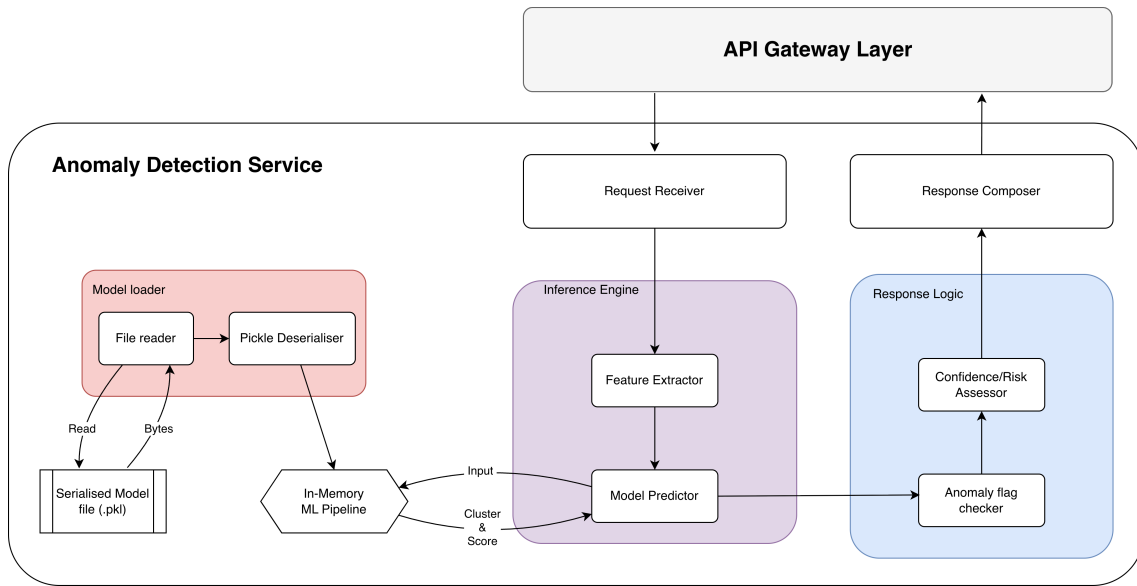 API Gateway Layer
Anomaly Detection Service
Request Receiver
Response Composer
Model loader
File reader
Pickle Deserialiser
Read
Bytes
Serialised Model
file (.pkl)
In-Memory
ML Pipeline
Input
Cluster
&
Score
Inference Engine
Feature Extractor
Model Predictor
Response Logic
Confidence/Risk
Assessor
Anomaly flag
checker